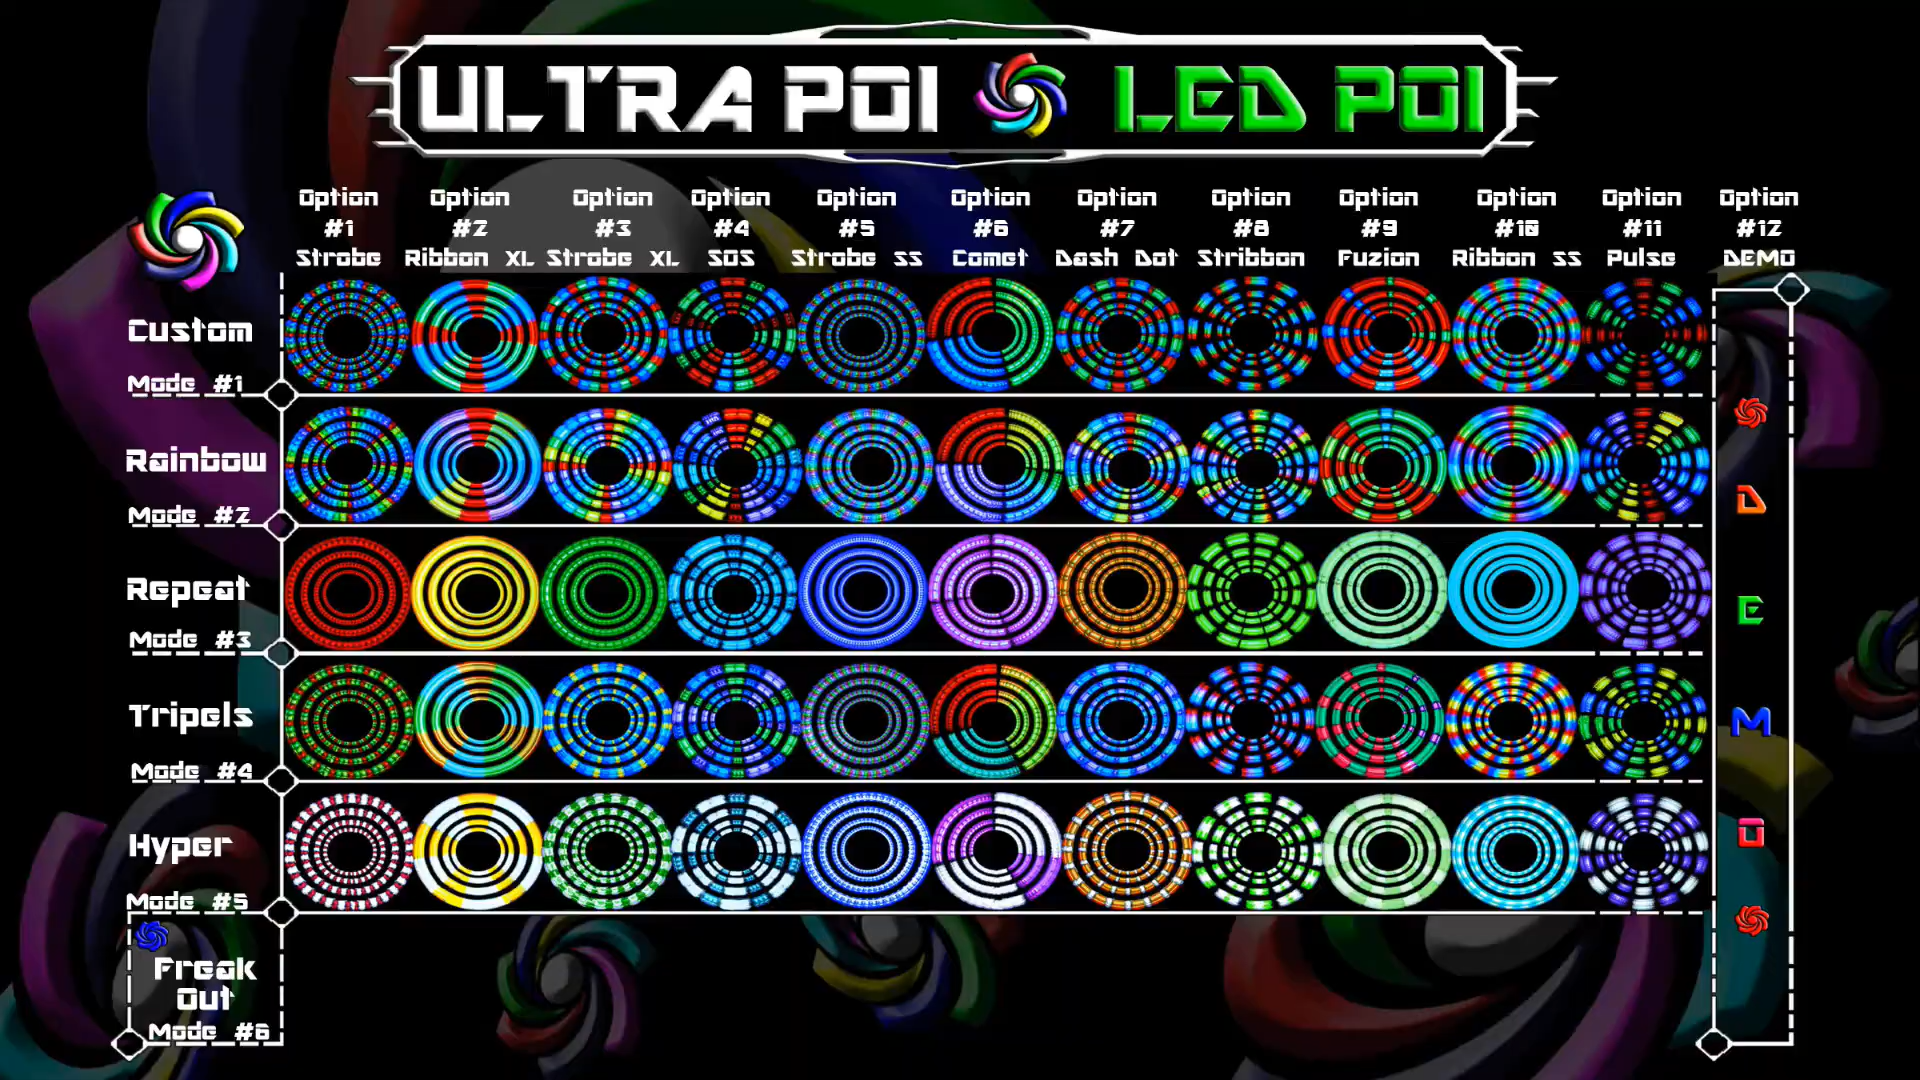 ULTRA POI LED POI
Option #1 Strobe
Option #2 Ribbon XL
Option #3 Strobe XL
Option #4 SOS
Option #5 Strobe SS
Option #6 Comet
Option #7 Dash Dot
Option #8 Stribbon
Option #9 Fuzion
Option #10 Ribbon SS
Option #11 Pulse
Option #12 DEMO
Custom
Mode #1
Rainbow
Mode #2
Repeat
Mode #3
Tripels
Mode #4
Hyper
Mode #5
Freak
Out
Mode #6
D
E
M
O